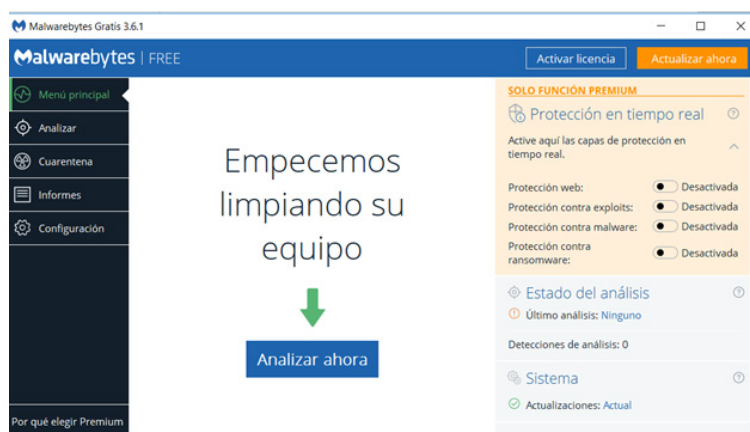 Malwarebytes Gratis 3.6.1
Malwarebytes | FREE
Activar licencia
Actualizar ahora
Menú principal
Analizar
Cuarentena
Informes
Configuración
Por qué elegir Premium
Empecemos
limpiando su
equipo
Analizar ahora
SOLO FUNCIÓN PREMIUM
Protección en tiempo real
Active aquí las capas de protección en
tiempo real.
Protección web: Desactivada
Protección contra exploits: Desactivada
Protección contra malware: Desactivada
Protección contra
ransomware: Desactivada
Estado del análisis
Último análisis: Ninguno
Detecciones de análisis: 0
Sistema
Actualizaciones: Actual